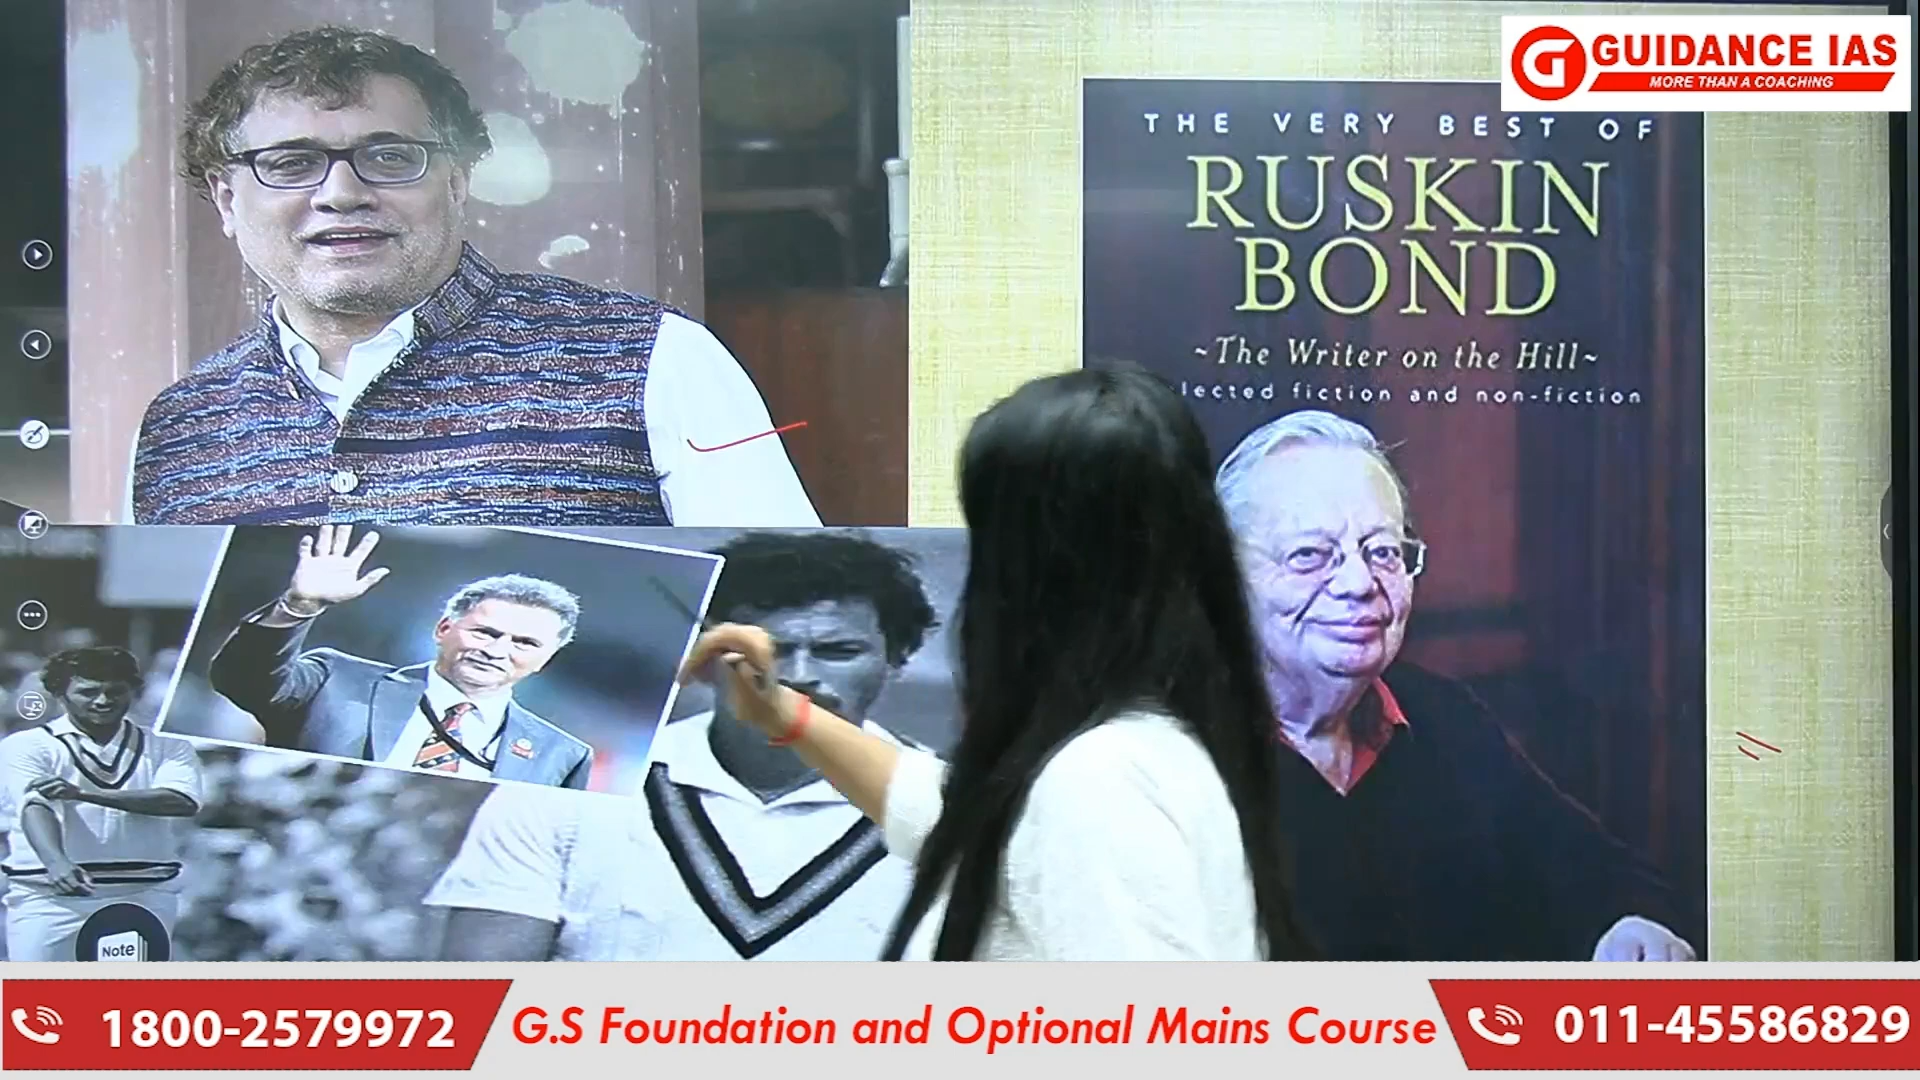 GUIDANCE IAS
MORE THAN A COACHING
THE VERY BEST OF
RUSKIN
BOND
~The Writer on the Hill~
fiction and non-fiction
Note
1800-2579972
G.S Foundation and Optional Mains Course
011-45586829